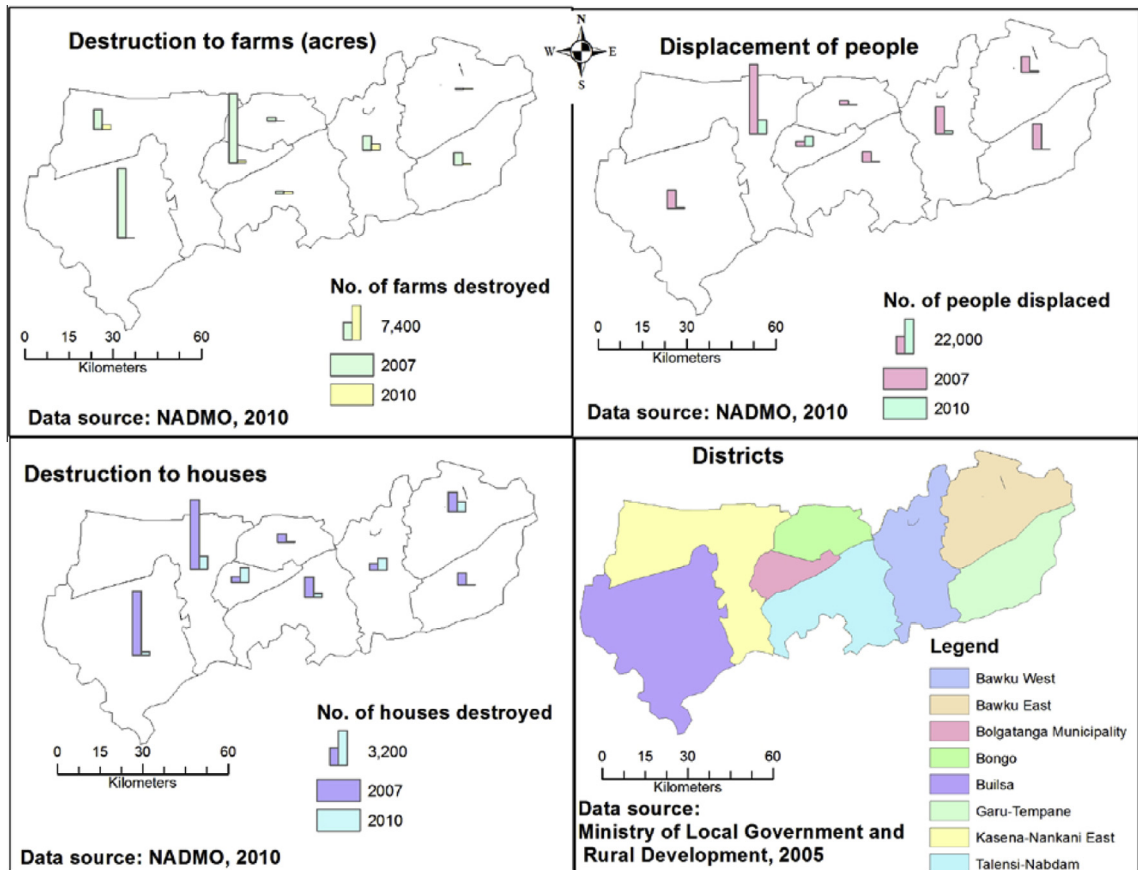 Destruction to farms (acres)
No. of farms destroyed
7,400
2007
2010
0 15 30 60
Kilometers
Data source: NADMO, 2010
N
W E
S
Displacement of people
No. of people displaced
22,000
2007
2010
0 15 30 60
Kilometers
Data source: NADMO, 2010
Destruction to houses
No. of houses destroyed
3,200
2007
2010
0 15 30 60
Kilometers
Data source: NADMO, 2010
Districts
Legend
Bawku West
Bawku East
Bolgatanga Municipality
Bongo
Builsa
Garu-Tempane
Kasena-Nankani East
Talensi-Nabdam
0 15 30 60
Kilometers
Data source:
Ministry of Local Government and
Rural Development, 2005